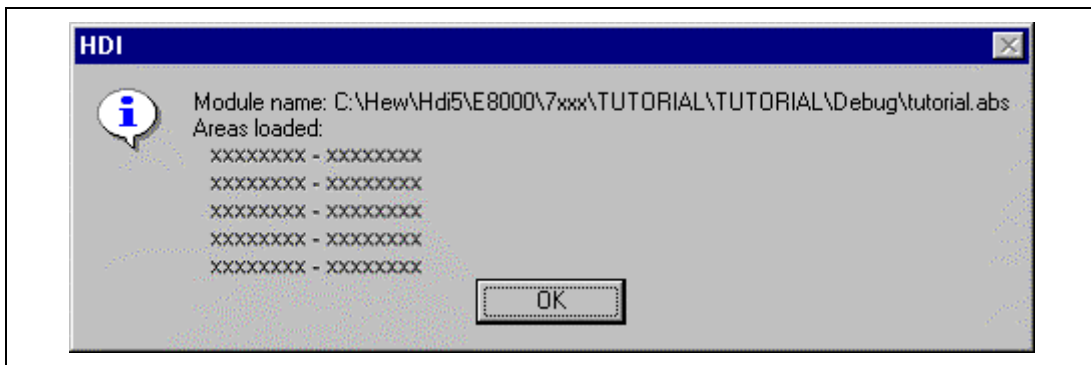 HDI
Module name: C:\Hew\Hdi5\E8000\7xxx\TUTORIAL\TUTORIAL\Debug\tutorial.abs
Areas loaded:
xxxxxxxx - xxxxxxxx
xxxxxxxx - xxxxxxxx
xxxxxxxx - xxxxxxxx
xxxxxxxx - xxxxxxxx
xxxxxxxx - xxxxxxxx
OK